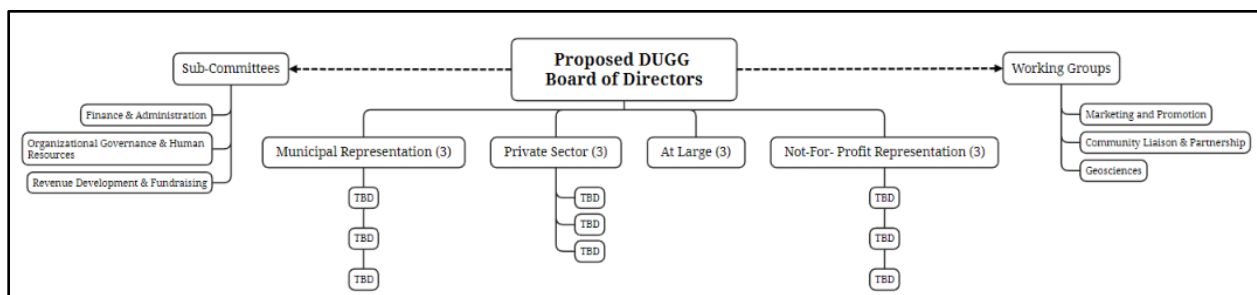 Proposed DUGG
Board of Directors
Sub-Committees
Working Groups
Finance & Administration
Organizational Governance & Human
Resources
Revenue Development & Fundraising
Municipal Representation (3)
TBD
TBD
TBD
Private Sector (3)
TBD
TBD
TBD
At Large (3)
Not-For- Profit Representation (3)
TBD
TBD
TBD
Marketing and Promotion
Community Liaison & Partnership
Geosciences